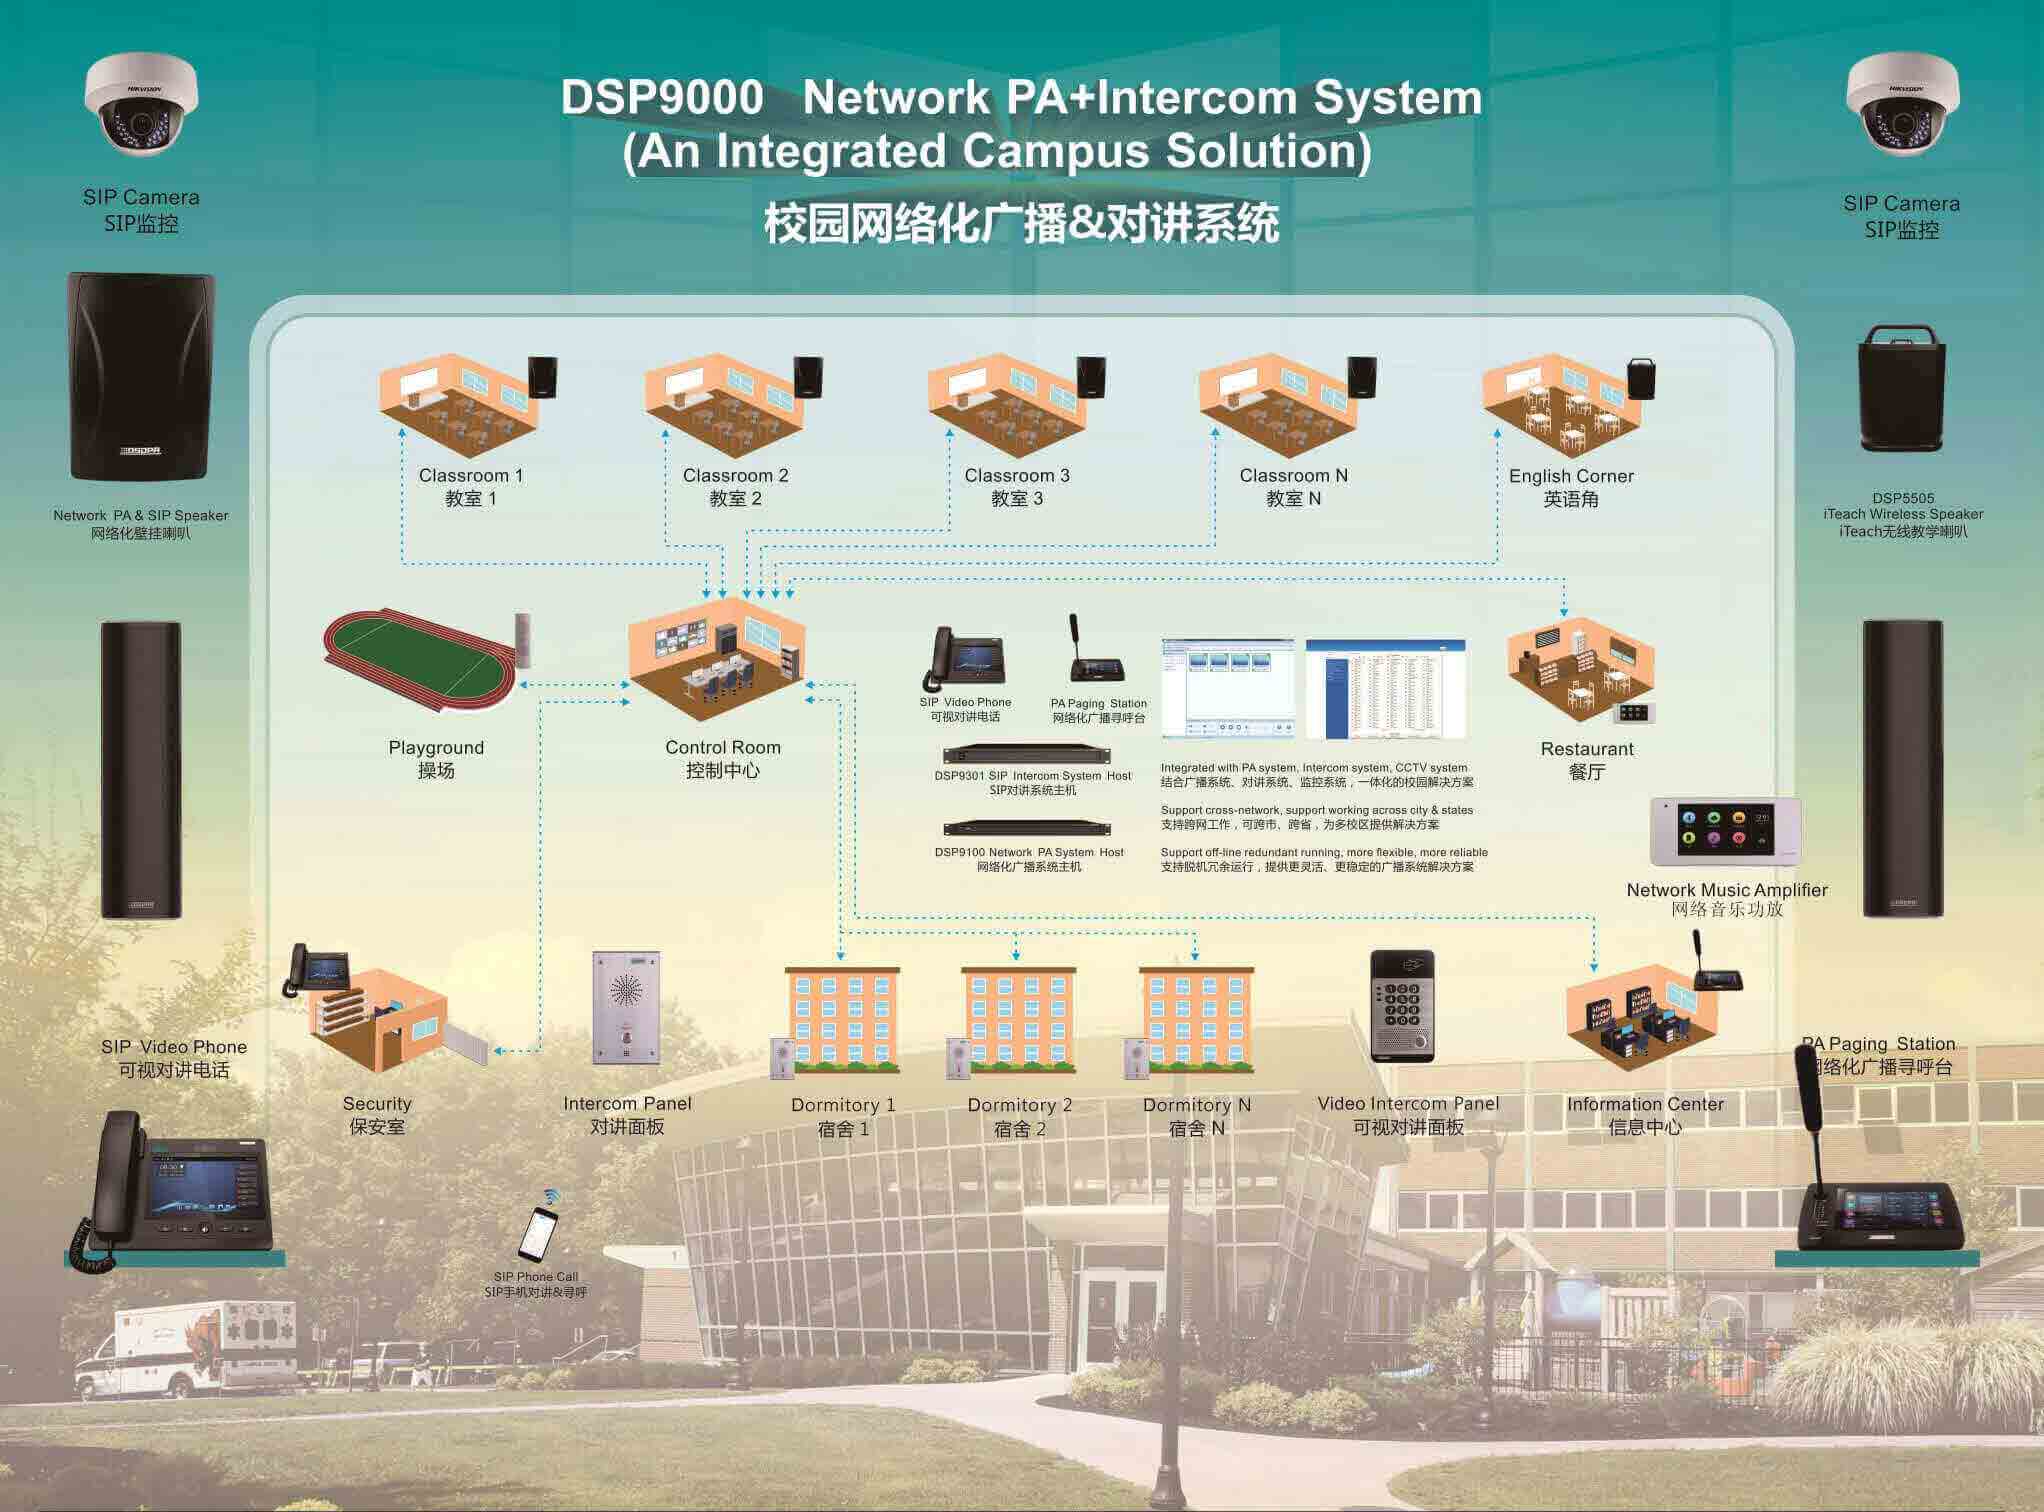 DSP9000 Network PA+Intercom System
(An Integrated Campus Solution)
校园网络化广播&对讲系统
HIKVISION
SIP Camera
SIP监控
HIKVISION
SIP Camera
SIP监控
DSPPA
Network PA & SIP Speaker
网络化壁挂喇叭
DSP5505
iTeach Wireless Speaker
iTeach无线教学喇叭
Classroom 1
教室 1
Classroom 2
教室 2
Classroom 3
教室 3
Classroom N
教室 N
English Corner
英语角
Playground
操场
Control Room
控制中心
SIP Video Phone
可视对讲电话
PA Paging Station
网络化广播寻呼台
DSP9301 SIP Intercom System Host
SIP对讲系统主机
DSP9100 Network PA System Host
网络化广播系统主机
Integrated with PA system, Intercom system, CCTV system
结合广播系统、对讲系统、监控系统，一体化的校园解决方案
Support cross-network, support working across city & states
支持跨网工作，可跨市、跨省，为多校区提供解决方案
Support off-line redundant running, more flexible, more reliable
支持脱机冗余运行，提供更灵活、更稳定的广播系统解决方案
Restaurant
餐厅
Network Music Amplifier
网络音乐功放
SIP Video Phone
可视对讲电话
Security
保安室
Intercom Panel
对讲面板
Dormitory 1
宿舍 1
Dormitory 2
宿舍 2
Dormitory N
宿舍 N
Video Intercom Panel
可视对讲面板
Information Center
信息中心
PA Paging Station
网络化广播寻呼台
SIP Phone Call
SIP手机对讲&寻呼